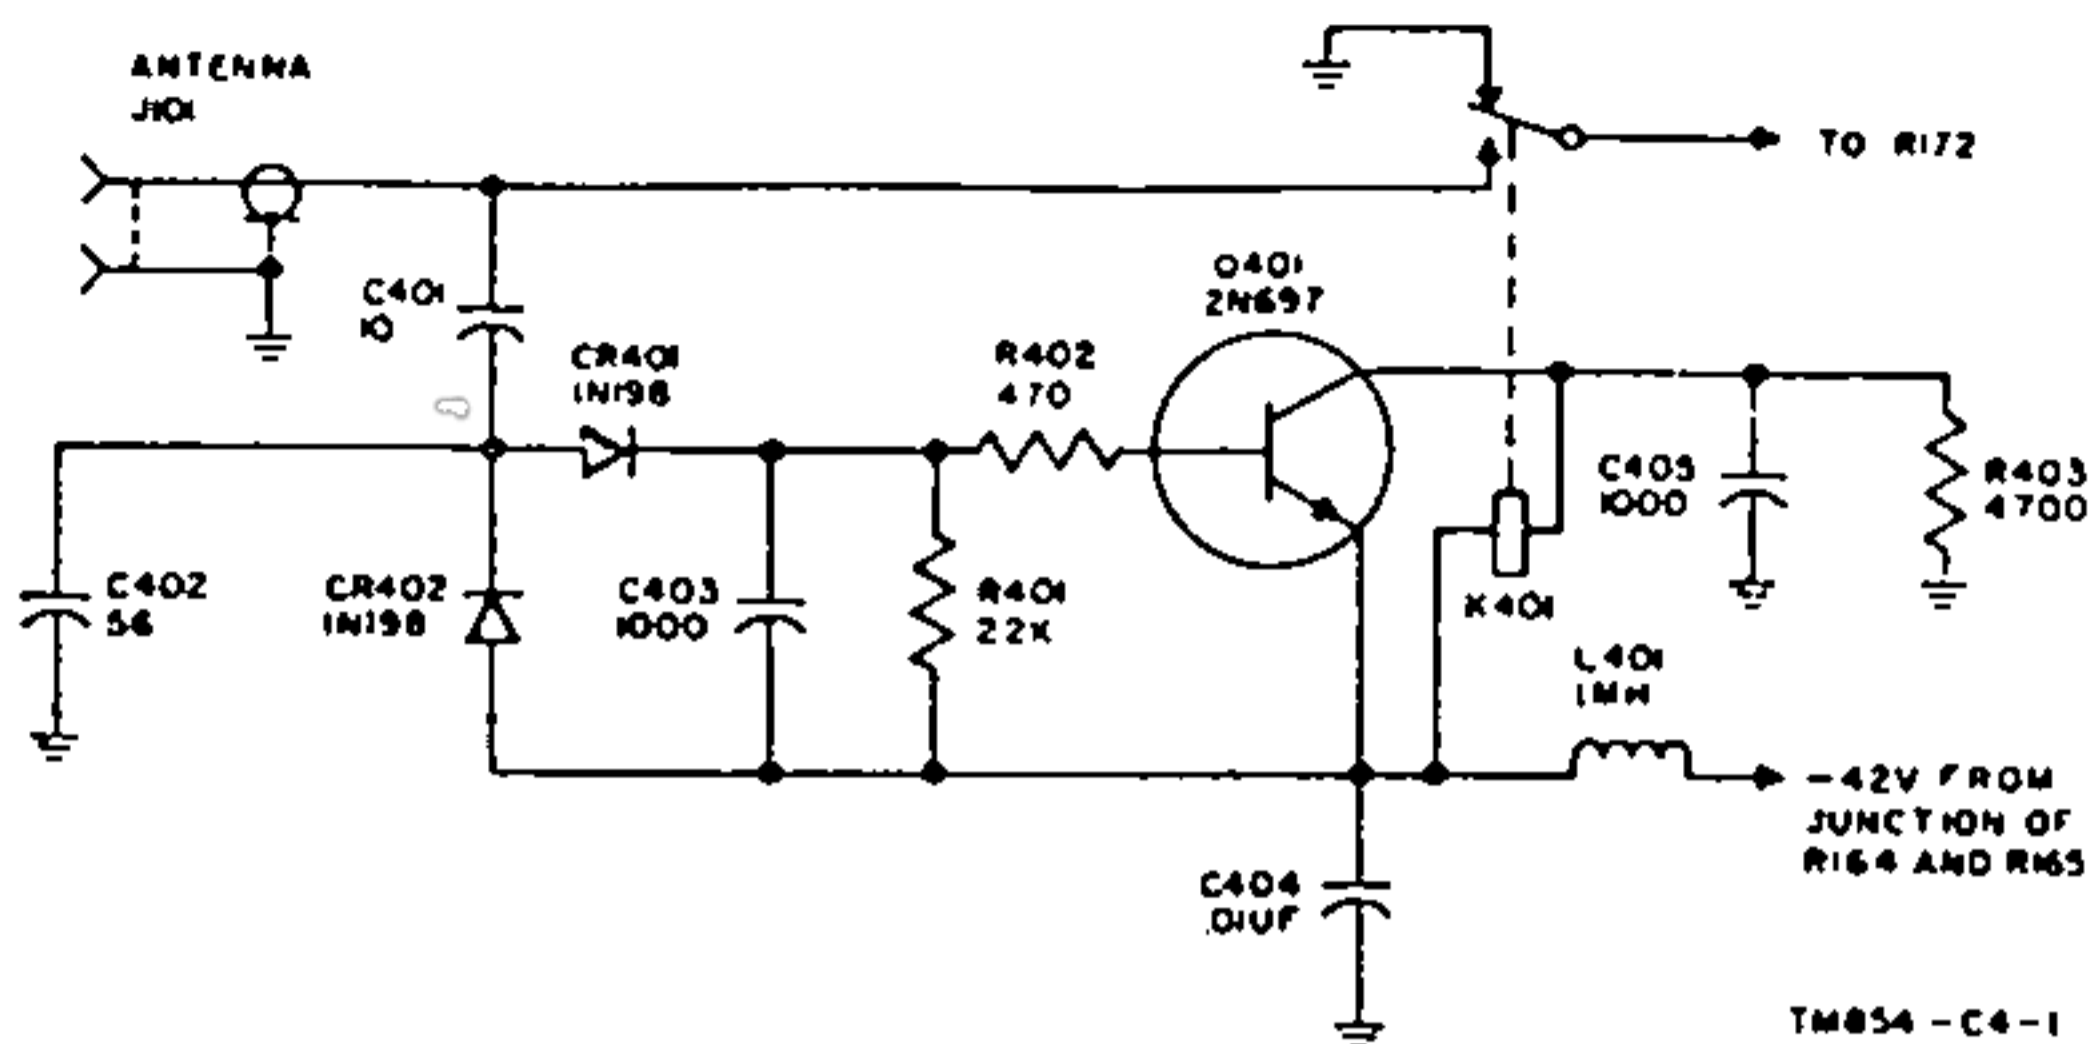 ANTENNA
J101
TO R172
C401
10
CR401
1N198
R402
470
Q401
2N697
C405
1000
R403
4700
C402
56
CR402
1N198
C403
1000
R401
22K
K401
L401
1MH
-42V FROM
JUNCTION OF
R164 AND R165
C404
.01UF
TM854-C4-1